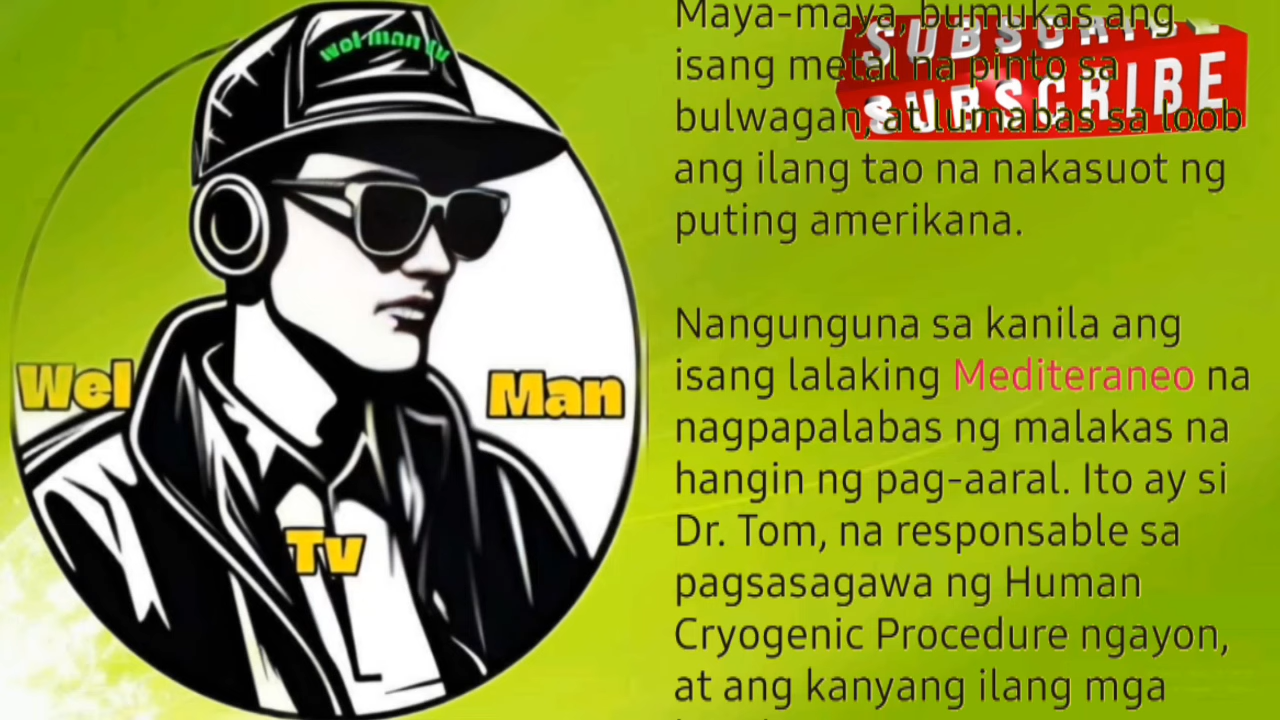 wel man tv
Wel
Man
Tv
SUBSCRIBE
SUBSCRIBE
Maya-maya, bumukas ang
isang metal na pinto sa
bulwagan, at lumabas sa loob
ang ilang tao na nakasuot ng
puting amerikana.
Nangunguna sa kanila ang
isang lalaking Mediteraneo na
nagpapalabas ng malakas na
hangin ng pag-aaral. Ito ay si
Dr. Tom, na responsable sa
pagsasagawa ng Human
Cryogenic Procedure ngayon,
at ang kanyang ilang mga